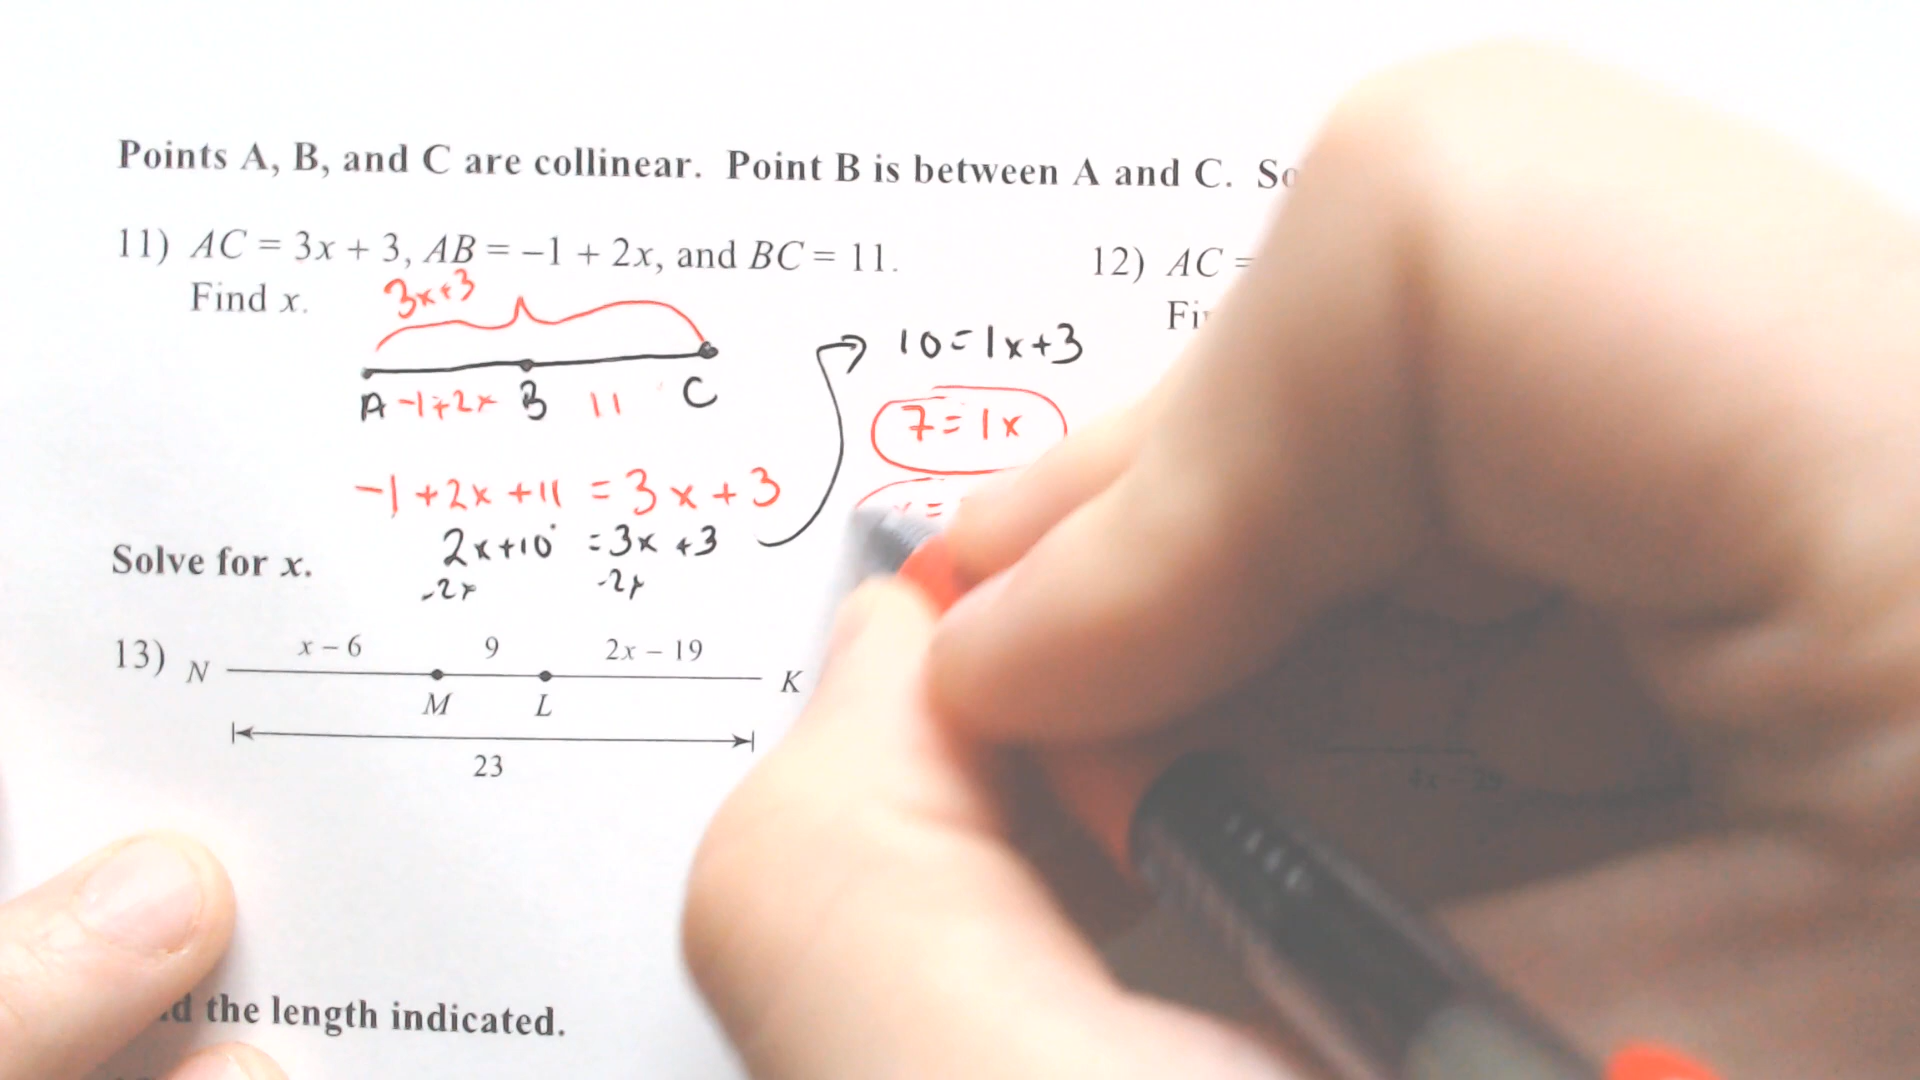 Points A, B, and C are collinear. Point B is between A and C.
11) AC = 3x + 3, AB = −1 + 2x, and BC = 11.
Find x.
12) AC =
3x+3
A -1+2x B 11 C
10=1x+3
7=1x
-1+2x+11 =3x+3
x =
2x+10 =3x+3
-2x -2x
Solve for x.
13) N x − 6 M 9 L 2x − 19 K
23
the length indicated.